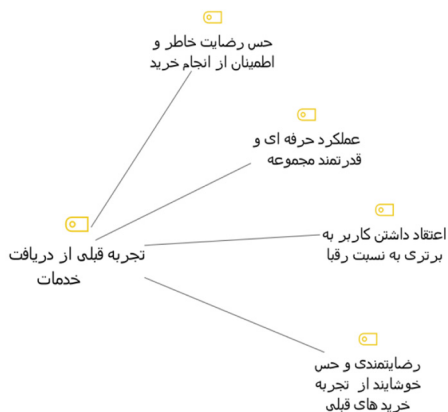 حس رضایت خاطر و
اطمینان از انجام خرید
عملکرد حرفه ای و
قدرتمند مجموعه
اعتقاد داشتن کاربر به
برتری به نسبت رقبا
تجربه قبلی از دریافت
خدمات
رضایتمندی و حس
خوشایند از تجربه
خرید های قبلی